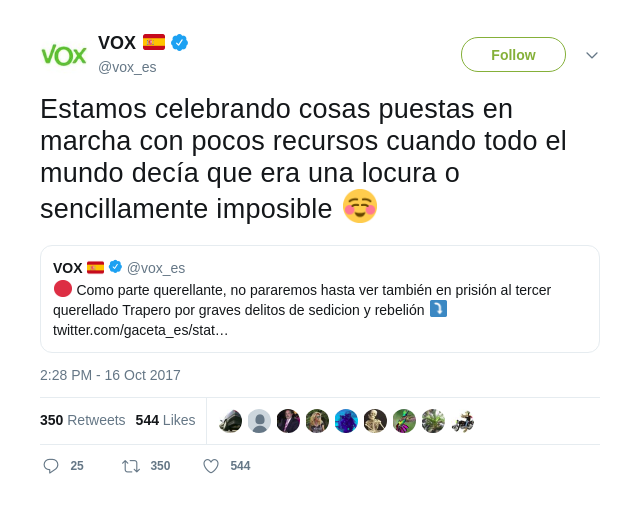 VOX
VOX
@vox_es
Follow
Estamos celebrando cosas puestas en
marcha con pocos recursos cuando todo el
mundo decía que era una locura o
sencillamente imposible ☺️
VOX 🇪🇸 @vox_es
🔴 Como parte querellante, no pararemos hasta ver también en prisión al tercer
querellado Trapero por graves delitos de sedicion y rebelión ⤵️
twitter.com/gaceta_es/stat…
2:28 PM - 16 Oct 2017
350 Retweets 544 Likes
25 350 544